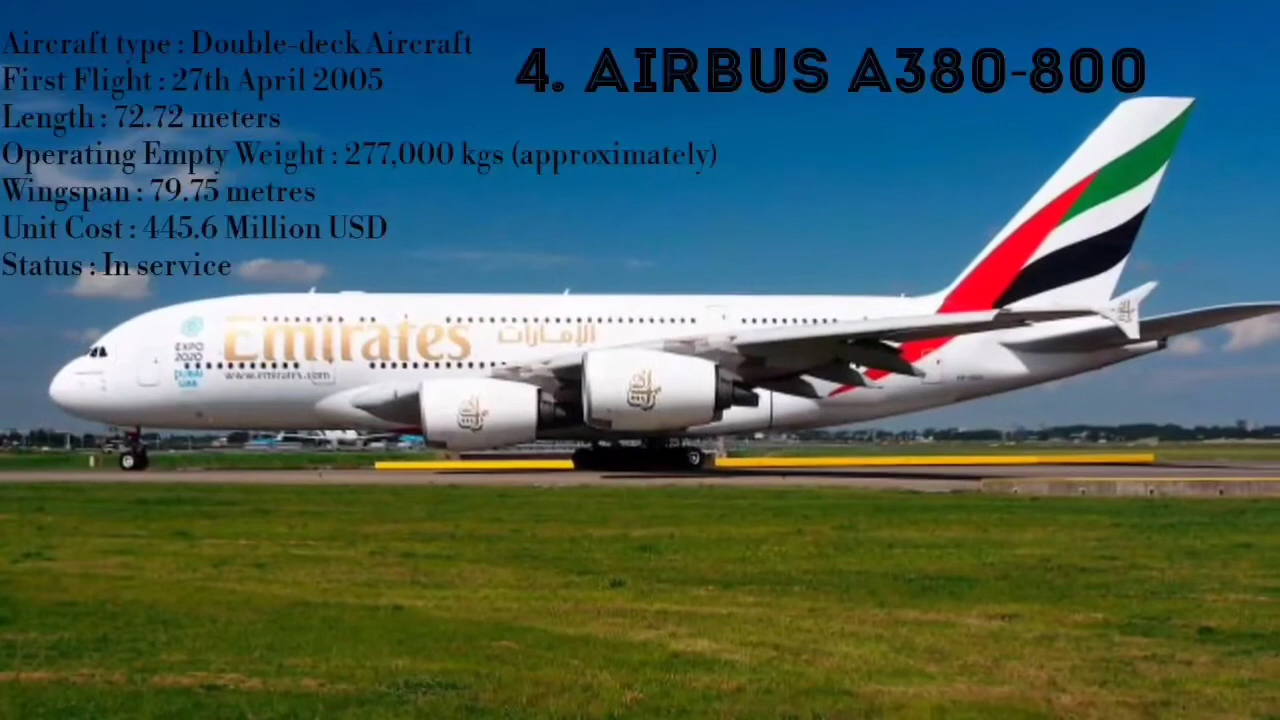 Aircraft type : Double-deck Aircraft
First Flight : 27th April 2005
Length : 72.72 meters
Operating Empty Weight : 277,000 kgs (approximately)
Wingspan : 79.75 metres
Unit Cost : 445.6 Million USD
Status : In service
4. AIRBUS A380-800
EXPO
2020
DUBAI
UAE
Emirates
الإمارات
www.emirates.com